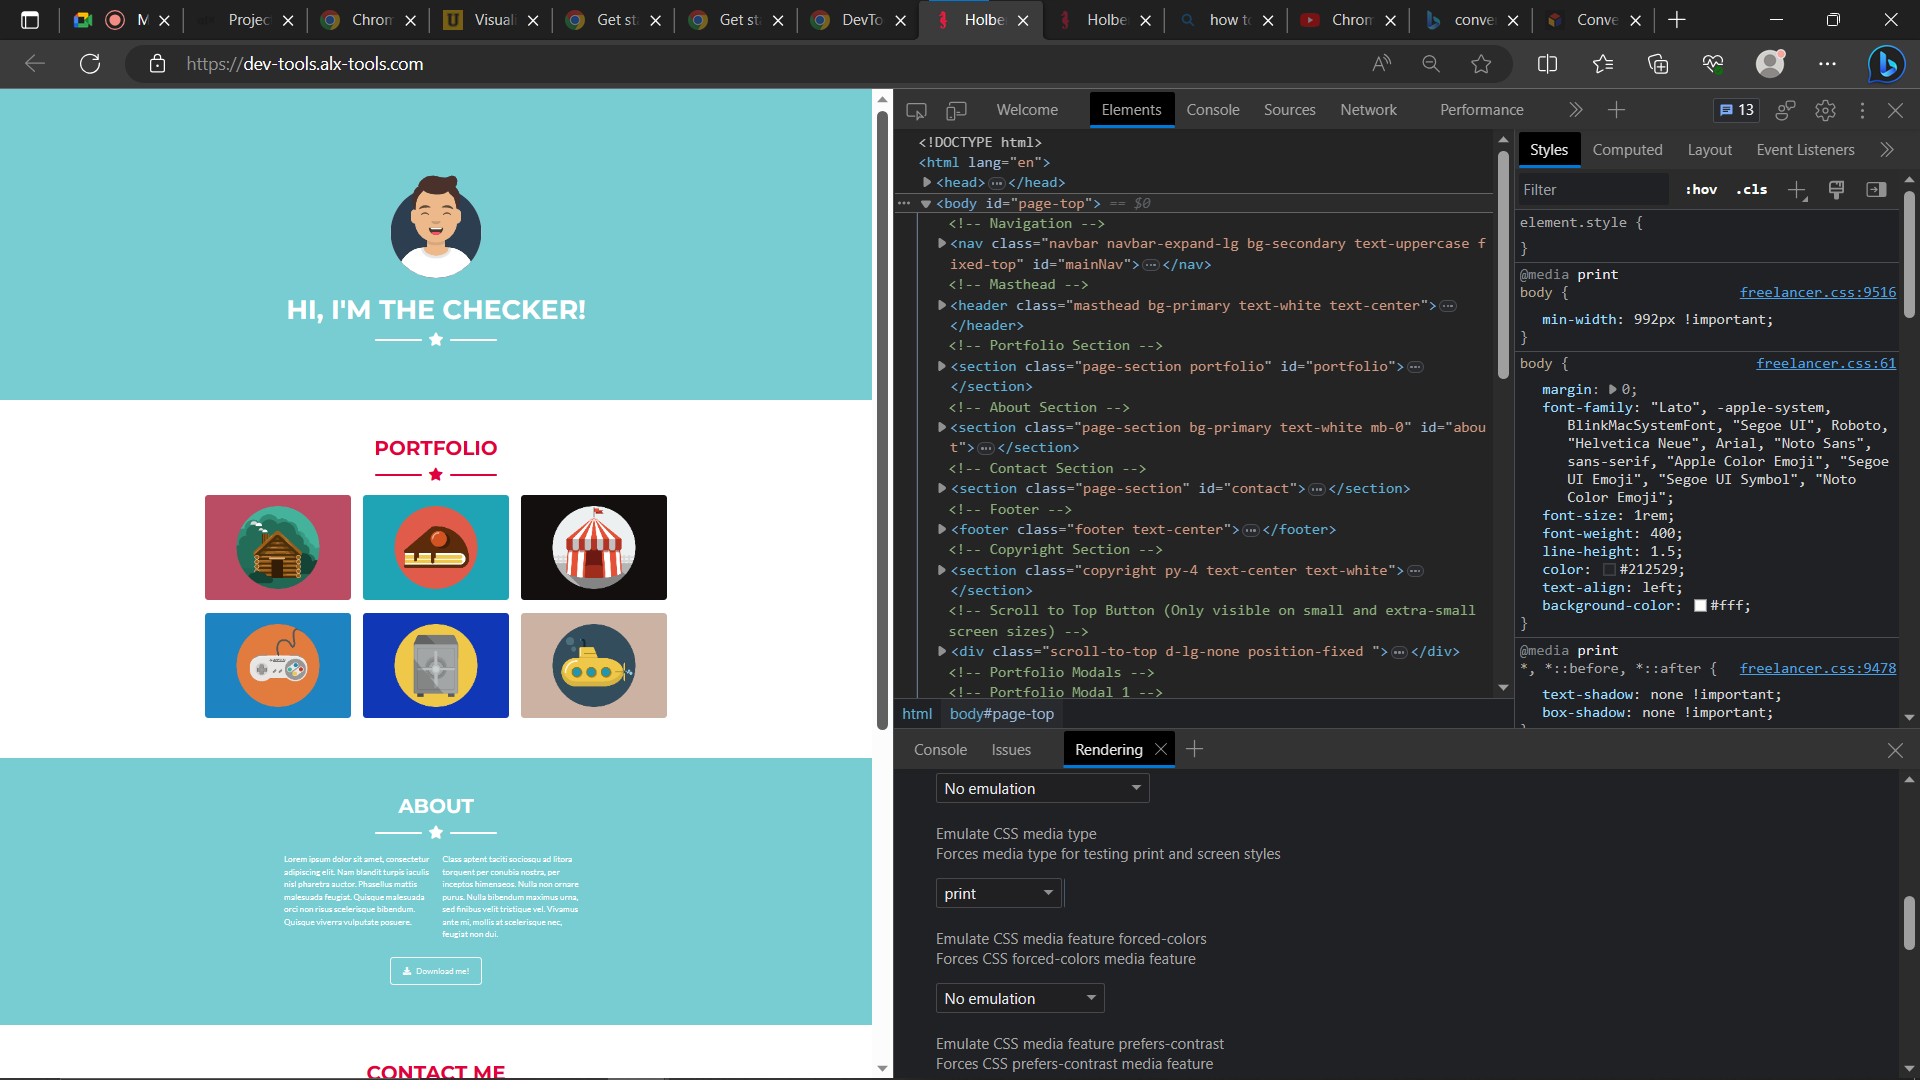 M
Project
Chrom
Visuali
Get sta
Get sta
DevTo
Holbe
Holbe
how to
Chrom
conve
Conve
https://dev-tools.alx-tools.com
HI, I'M THE CHECKER!
PORTFOLIO
ABOUT
Lorem ipsum dolor sit amet, consectetur
adipiscing elit. Nam blandit turpis iaculis
nisl pharetra auctor. Phasellus mattis
malesuada feugiat. Quisque malesuada
orci non risus scelerisque bibendum.
Quisque viverra vulputate posuere.
Class aptent taciti sociosqu ad litora
torquent per conubia nostra, per
inceptos himenaeos. Nulla non ornare
purus. Nulla bibendum maximus urna,
sed finibus velit tristique vel. Vivamus
ante mi, mollis at scelerisque nec,
feugiat non dui.
Download me!
CONTACT ME
Welcome Elements Console Sources Network Performance 13
<!DOCTYPE html>
<html lang="en">
<head>…</head>
<body id="page-top"> == $0
<!-- Navigation -->
<nav class="navbar navbar-expand-lg bg-secondary text-uppercase f
ixed-top" id="mainNav">…</nav>
<!-- Masthead -->
<header class="masthead bg-primary text-white text-center">…
</header>
<!-- Portfolio Section -->
<section class="page-section portfolio" id="portfolio">…
</section>
<!-- About Section -->
<section class="page-section bg-primary text-white mb-0" id="abou
t">…</section>
<!-- Contact Section -->
<section class="page-section" id="contact">…</section>
<!-- Footer -->
<footer class="footer text-center">…</footer>
<!-- Copyright Section -->
<section class="copyright py-4 text-center text-white">…
</section>
<!-- Scroll to Top Button (Only visible on small and extra-small
screen sizes) -->
<div class="scroll-to-top d-lg-none position-fixed ">…</div>
<!-- Portfolio Modals -->
<!-- Portfolio Modal 1 -->
html body#page-top
Styles Computed Layout Event Listeners
Filter :hov .cls
element.style {
}
@media print
body { freelancer.css:9516
min-width: 992px !important;
}
body { freelancer.css:61
margin: 0;
font-family: "Lato", -apple-system,
BlinkMacSystemFont, "Segoe UI", Roboto,
"Helvetica Neue", Arial, "Noto Sans",
sans-serif, "Apple Color Emoji", "Segoe
UI Emoji", "Segoe UI Symbol", "Noto
Color Emoji";
font-size: 1rem;
font-weight: 400;
line-height: 1.5;
color: #212529;
text-align: left;
background-color: #fff;
}
@media print
*, *::before, *::after { freelancer.css:9478
text-shadow: none !important;
box-shadow: none !important;
Console Issues Rendering
No emulation
Emulate CSS media type
Forces media type for testing print and screen styles
print
Emulate CSS media feature forced-colors
Forces CSS forced-colors media feature
No emulation
Emulate CSS media feature prefers-contrast
Forces CSS prefers-contrast media feature